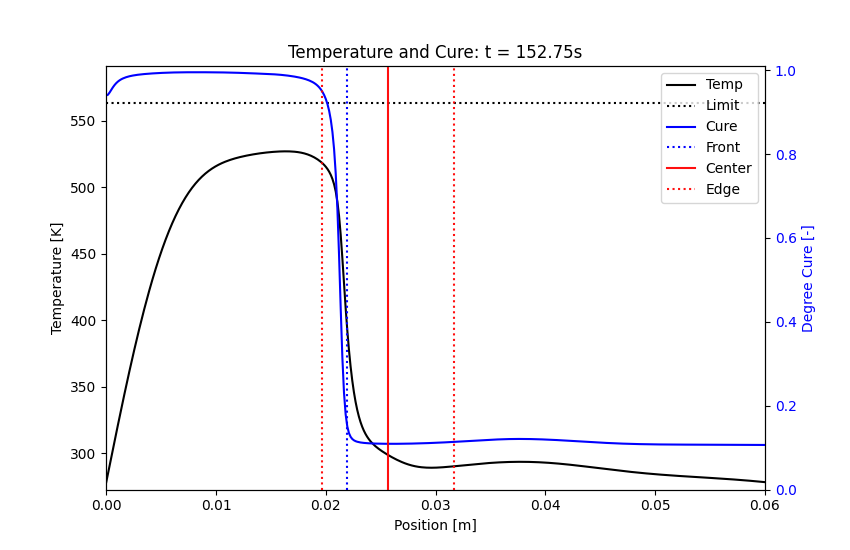 Temperature and Cure: t = 152.75s
Temp
Limit
Cure
Front
Center
Edge
550
500
450
400
350
300
Temperature [K]
1.0
0.8
0.6
0.4
0.2
0.0
Degree Cure [-]
0.00 0.01 0.02 0.03 0.04 0.05 0.06
Position [m]